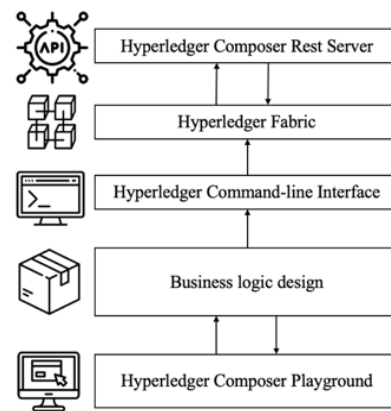 API
Hyperledger Composer Rest Server
Hyperledger Fabric
>_
Hyperledger Command-line Interface
Business logic design
Hyperledger Composer Playground